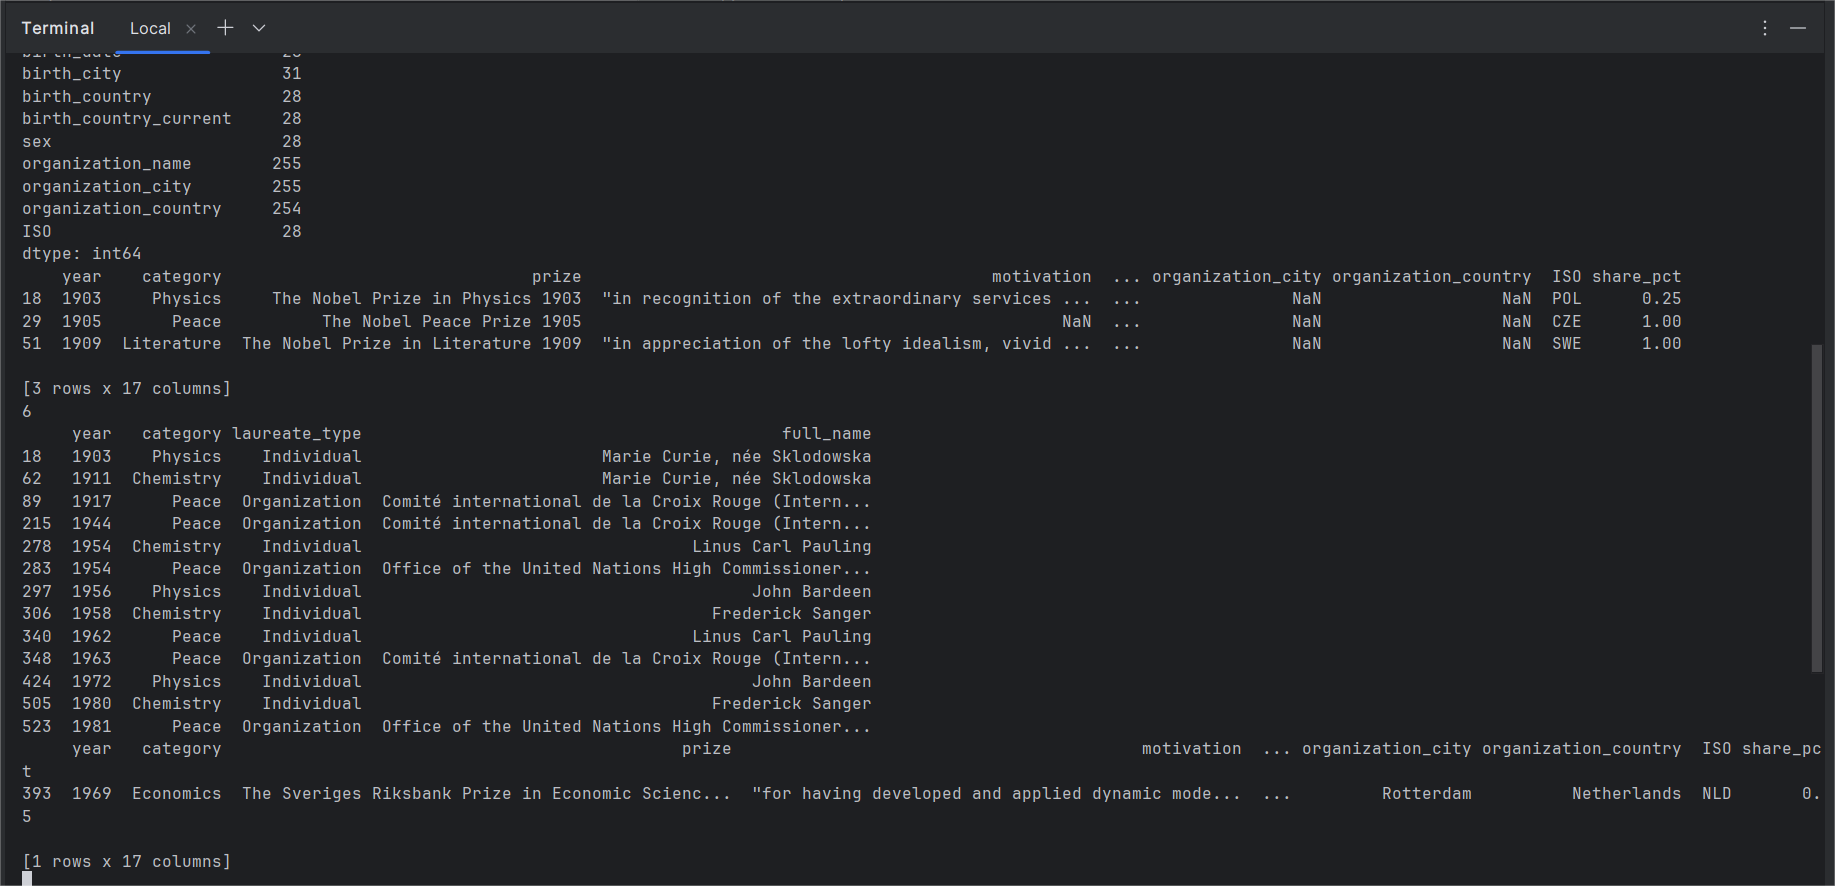 Terminal Local
birth_date 28
birth_city 31
birth_country 28
birth_country_current 28
sex 28
organization_name 255
organization_city 255
organization_country 254
ISO 28
dtype: int64
year category prize motivation ... organization_city organization_country ISO share_pct
18 1903 Physics The Nobel Prize in Physics 1903 "in recognition of the extraordinary services ... ... NaN NaN POL 0.25
29 1905 Peace The Nobel Peace Prize 1905 NaN ... NaN NaN CZE 1.00
51 1909 Literature The Nobel Prize in Literature 1909 "in appreciation of the lofty idealism, vivid ... ... NaN NaN SWE 1.00
[3 rows x 17 columns]
6
year category laureate_type full_name
18 1903 Physics Individual Marie Curie, née Sklodowska
62 1911 Chemistry Individual Marie Curie, née Sklodowska
89 1917 Peace Organization Comité international de la Croix Rouge (Intern...
215 1944 Peace Organization Comité international de la Croix Rouge (Intern...
278 1954 Chemistry Individual Linus Carl Pauling
283 1954 Peace Organization Office of the United Nations High Commissioner...
297 1956 Physics Individual John Bardeen
306 1958 Chemistry Individual Frederick Sanger
340 1962 Peace Individual Linus Carl Pauling
348 1963 Peace Organization Comité international de la Croix Rouge (Intern...
424 1972 Physics Individual John Bardeen
505 1980 Chemistry Individual Frederick Sanger
523 1981 Peace Organization Office of the United Nations High Commissioner...
year category prize motivation ... organization_city organization_country ISO share_pc
t
393 1969 Economics The Sveriges Riksbank Prize in Economic Scienc... "for having developed and applied dynamic mode... ... Rotterdam Netherlands NLD 0.
5
[1 rows x 17 columns]